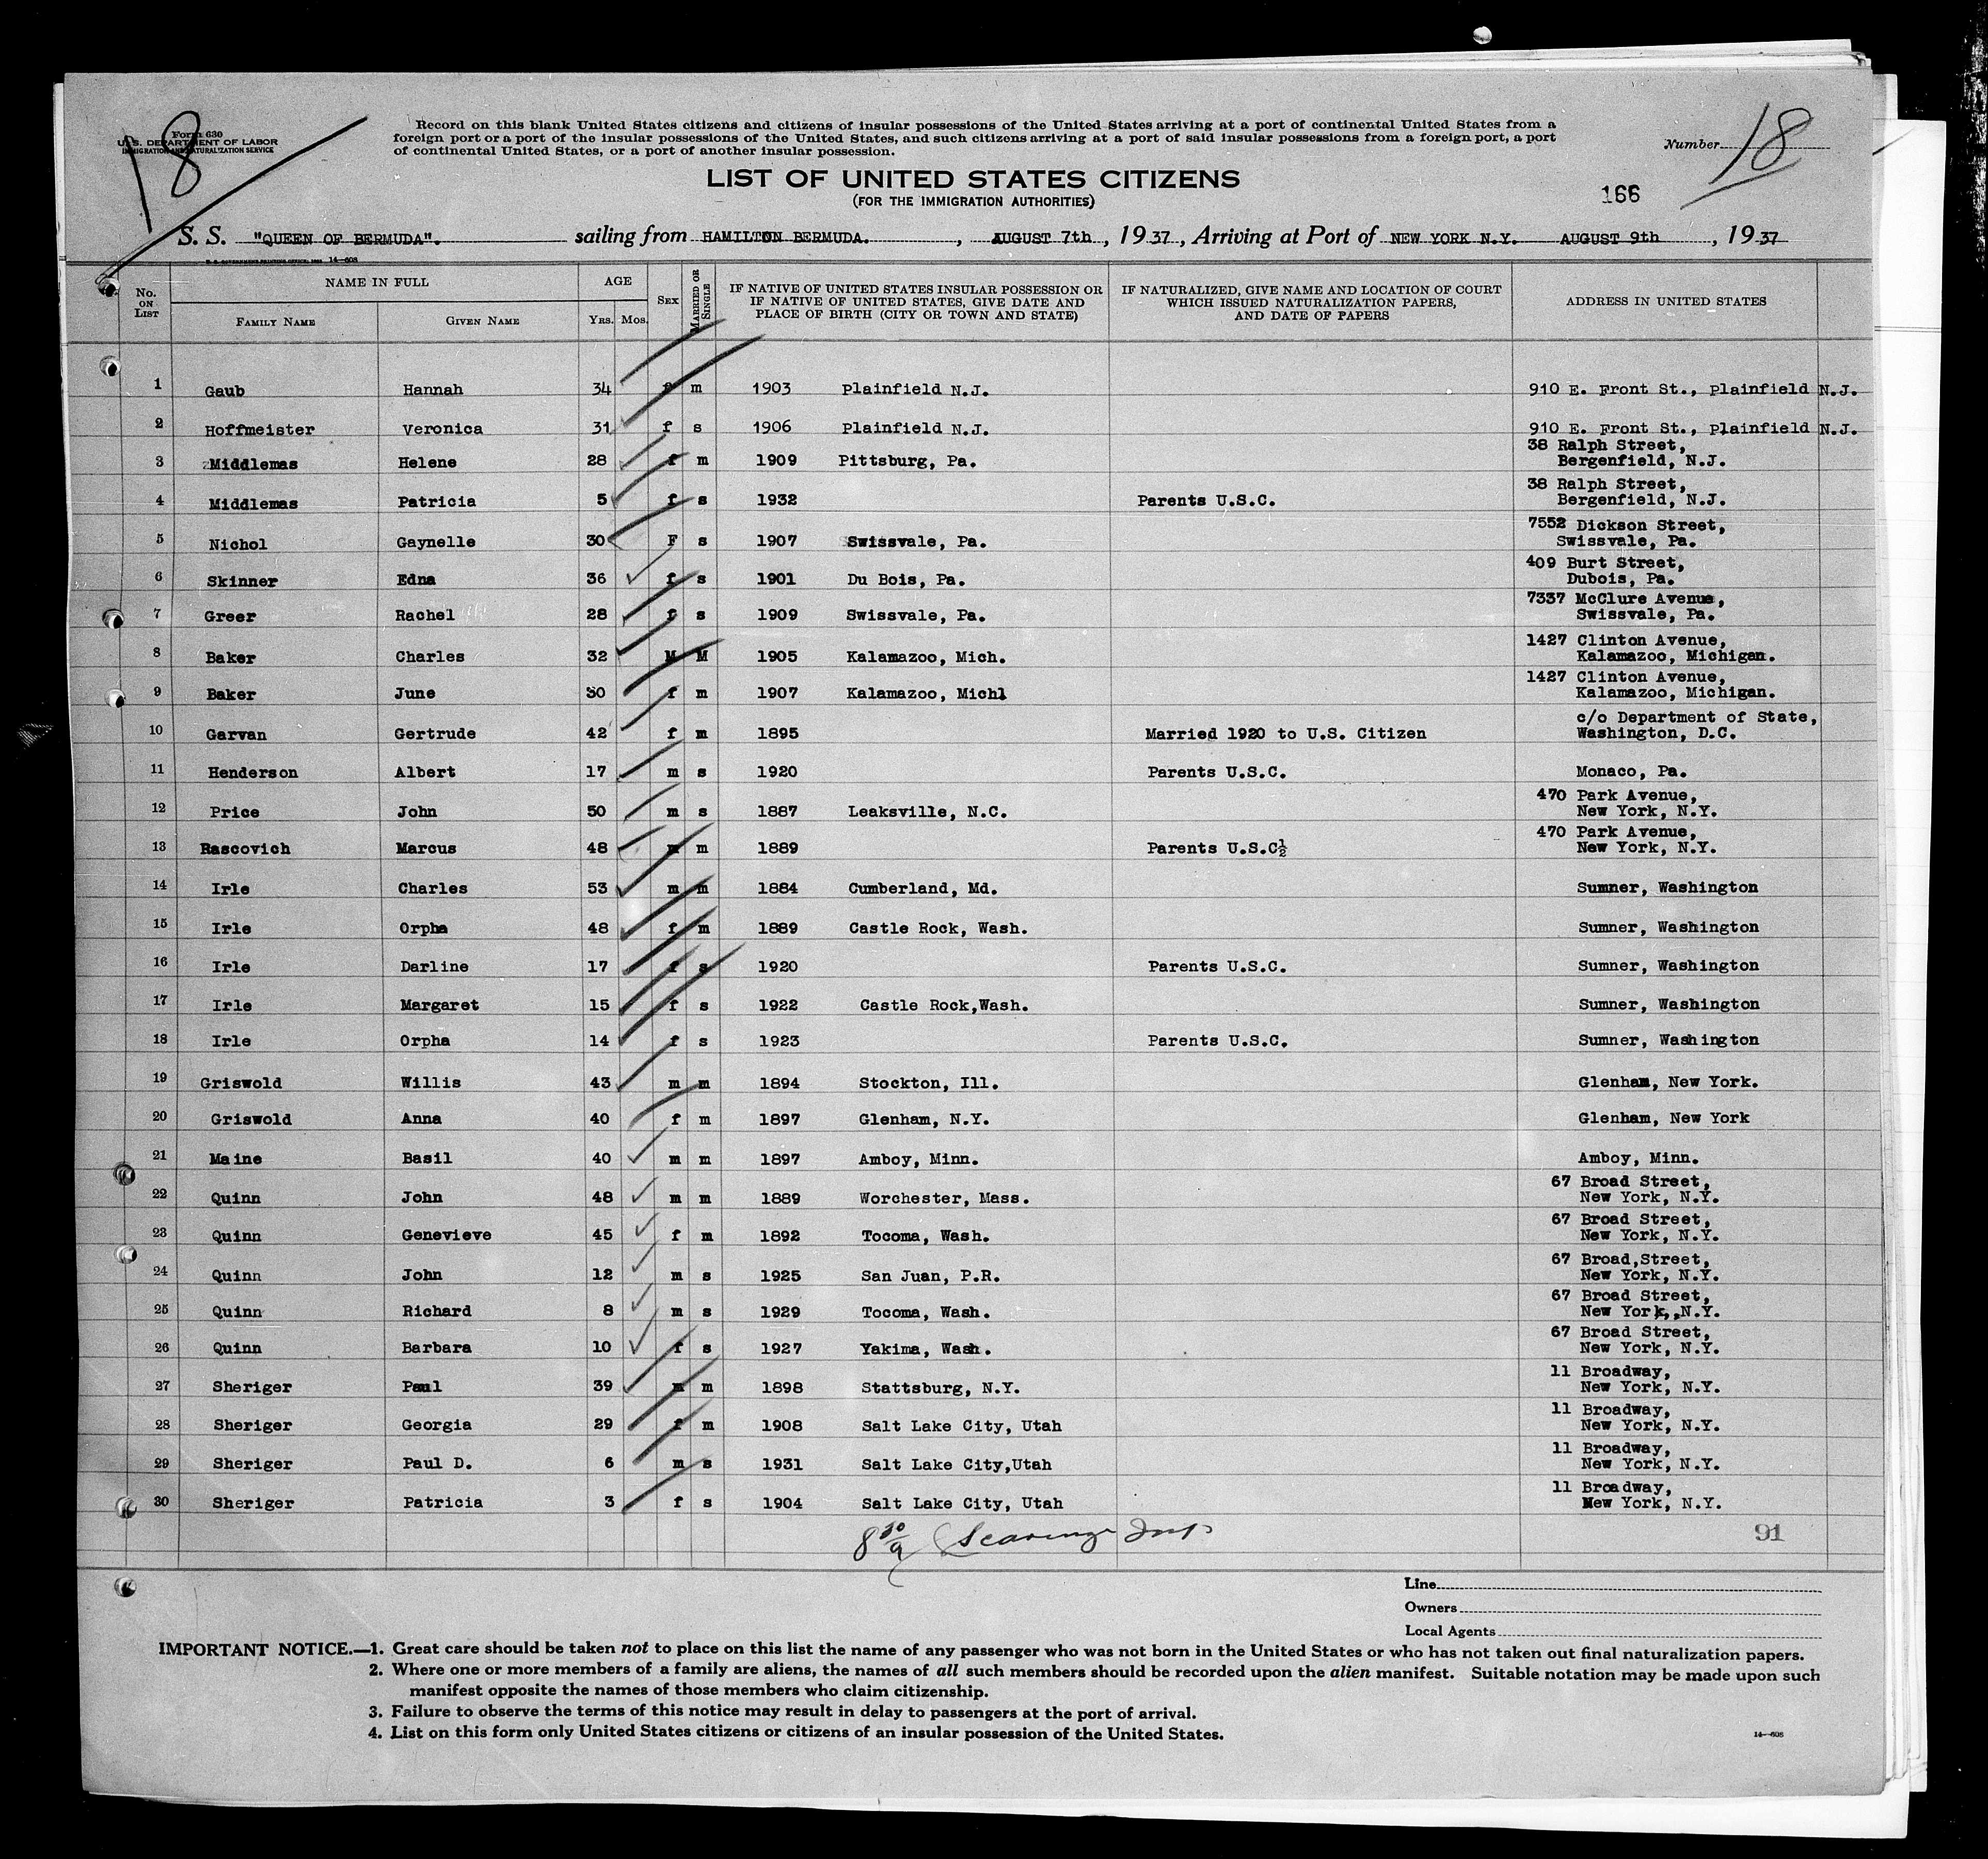 18
Form 630
U. S. DEPARTMENT OF LABOR
IMMIGRATION AND NATURALIZATION SERVICE
Record on this blank United States citizens and citizens of insular possessions of the United States arriving at a port of continental United States from a
foreign port or a port of the insular possessions of the United States, and such citizens arriving at a port of said insular possessions from a foreign port, a port
of continental United States, or a port of another insular possession.
Number 18
LIST OF UNITED STATES CITIZENS
(FOR THE IMMIGRATION AUTHORITIES)
166
S. S. "QUEEN OF BERMUDA". sailing from HAMILTON BERMUDA. , AUGUST 7th , 1937 , Arriving at Port of NEW YORK N.Y. AUGUST 9th , 1937
14—608
No. ON LIST NAME IN FULL FAMILY NAME GIVEN NAME AGE YRS. MOS. SEX MARRIED OR SINGLE IF NATIVE OF UNITED STATES INSULAR POSSESSION OR IF NATIVE OF UNITED STATES, GIVE DATE AND PLACE OF BIRTH (CITY OR TOWN AND STATE) IF NATURALIZED, GIVE NAME AND LOCATION OF COURT WHICH ISSUED NATURALIZATION PAPERS, AND DATE OF PAPERS ADDRESS IN UNITED STATES
1 Gaub Hannah 34 f m 1903 Plainfield N.J. 910 E. Front St., Plainfield N.J.
2 Hoffmeister Veronica 31 f s 1906 Plainfield N.J. 910 E. Front St., Plainfield N.J.
3 Middlemas Helene 28 f m 1909 Pittsburg, Pa. 38 Ralph Street, Bergenfield, N.J.
4 Middlemas Patricia 5 f s 1932 Parents U.S.C. 38 Ralph Street, Bergenfield, N.J.
5 Nichol Gaynelle 30 F s 1907 Swissvale, Pa. 7552 Dickson Street, Swissvale, Pa.
6 Skinner Edna 36 f s 1901 Du Bois, Pa. 409 Burt Street, Dubois, Pa.
7 Greer Rachel 28 f s 1909 Swissvale, Pa. 7337 McClure Avenue, Swissvale, Pa.
8 Baker Charles 32 M M 1905 Kalamazoo, Mich. 1427 Clinton Avenue, Kalamazoo, Michigan.
9 Baker June 30 f m 1907 Kalamazoo, Michl 1427 Clinton Avenue, Kalamazoo, Michigan.
10 Garvan Gertrude 42 f m 1895 Married 1920 to U.S. Citizen c/o Department of State, Washington, D.C.
11 Henderson Albert 17 m s 1920 Parents U.S.C. Monaco, Pa.
12 Price John 50 m s 1887 Leaksville, N.C. 470 Park Avenue, New York, N.Y.
13 Rascovich Marcus 48 m m 1889 Parents U.S.C½ 470 Park Avenue, New York, N.Y.
14 Irle Charles 53 m m 1884 Cumberland, Md. Sumner, Washington
15 Irle Orpha 48 f m 1889 Castle Rock, Wash. Sumner, Washington
16 Irle Darline 17 f s 1920 Parents U.S.C. Sumner, Washington
17 Irle Margaret 15 f s 1922 Castle Rock,Wash. Sumner, Washington
18 Irle Orpha 14 f s 1923 Parents U.S.C. Sumner, Washington
19 Griswold Willis 43 m m 1894 Stockton, Ill. Glenham, New York.
20 Griswold Anna 40 f m 1897 Glenham, N.Y. Glenham, New York
21 Maine Basil 40 m m 1897 Amboy, Minn. Amboy, Minn.
22 Quinn John 48 m m 1889 Worchester, Mass. 67 Broad Street, New York, N.Y.
23 Quinn Genevieve 45 f m 1892 Tocoma, Wash. 67 Broad Street, New York, N.Y.
24 Quinn John 12 m s 1925 San Juan, P.R. 67 Broad,Street, New York, N.Y.
25 Quinn Richard 8 m s 1929 Tocoma, Wash. 67 Broad Street, New York,,N.Y.
26 Quinn Barbara 10 f s 1927 Yakima, Wash. 67 Broad Street, New York, N.Y.
27 Sheriger Paul 39 m m 1898 Stattsburg, N.Y. 11 Broadway, New York, N.Y.
28 Sheriger Georgia 29 f m 1908 Salt Lake City, Utah 11 Broadway, New York, N.Y.
29 Sheriger Paul D. 6 m s 1931 Salt Lake City,Utah 11 Broadway, New York, N.Y.
30 Sheriger Patricia 3 f s 1904 Salt Lake City, Utah 11 Broadway, New York, N.Y.
91
Line
Owners
Local Agents
IMPORTANT NOTICE.—1. Great care should be taken not to place on this list the name of any passenger who was not born in the United States or who has not taken out final naturalization papers.
2. Where one or more members of a family are aliens, the names of all such members should be recorded upon the alien manifest. Suitable notation may be made upon such
manifest opposite the names of those members who claim citizenship.
3. Failure to observe the terms of this notice may result in delay to passengers at the port of arrival.
4. List on this form only United States citizens or citizens of an insular possession of the United States.
14—608